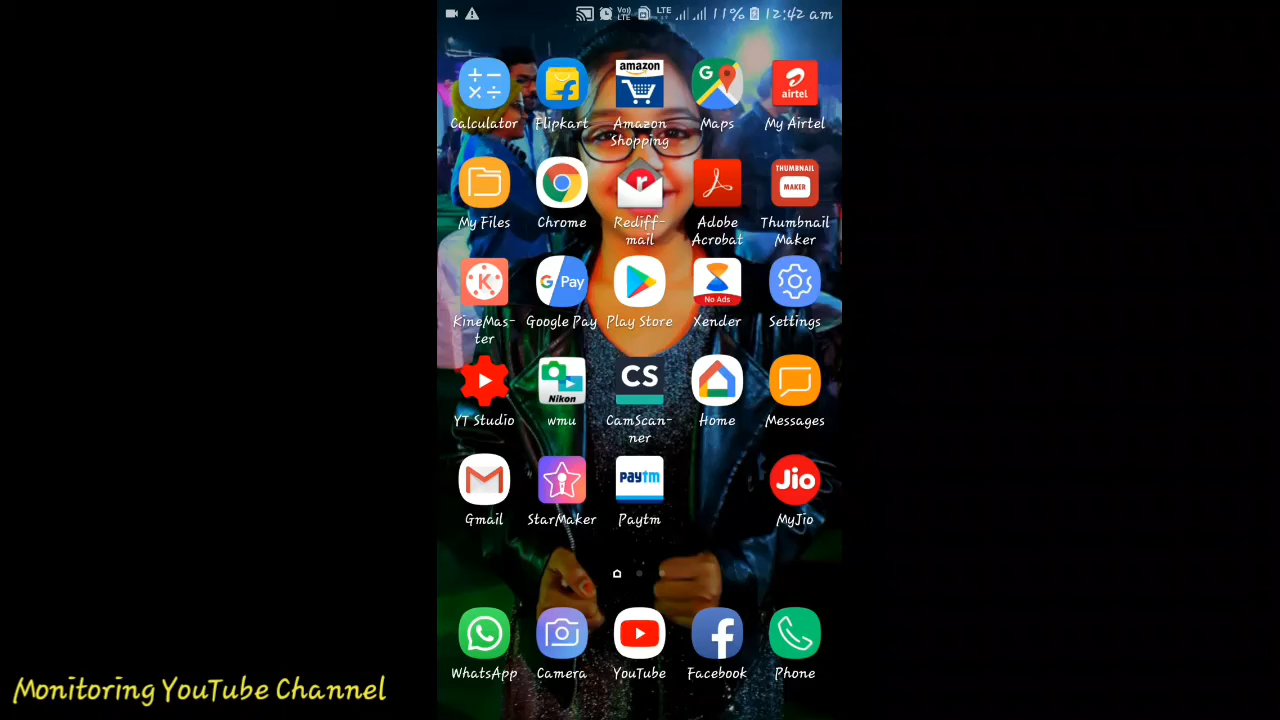 Vo)) LTE LTE 11% 12:42 am
amazon
G
airtel
Calculator Flipkart Amazon Shopping Maps My Airtel
r
THUMBNAIL MAKER
My Files Chrome Rediff-mail Adobe Acrobat Thumbnail Maker
K
G Pay
No Ads
KineMas-ter Google Pay Play Store Xender Settings
Nikon
CS
YT Studio wmu CamScan-ner Home Messages
Paytm
Jio
Gmail StarMaker Paytm MyJio
WhatsApp Camera YouTube Facebook Phone
Monitoring YouTube Channel